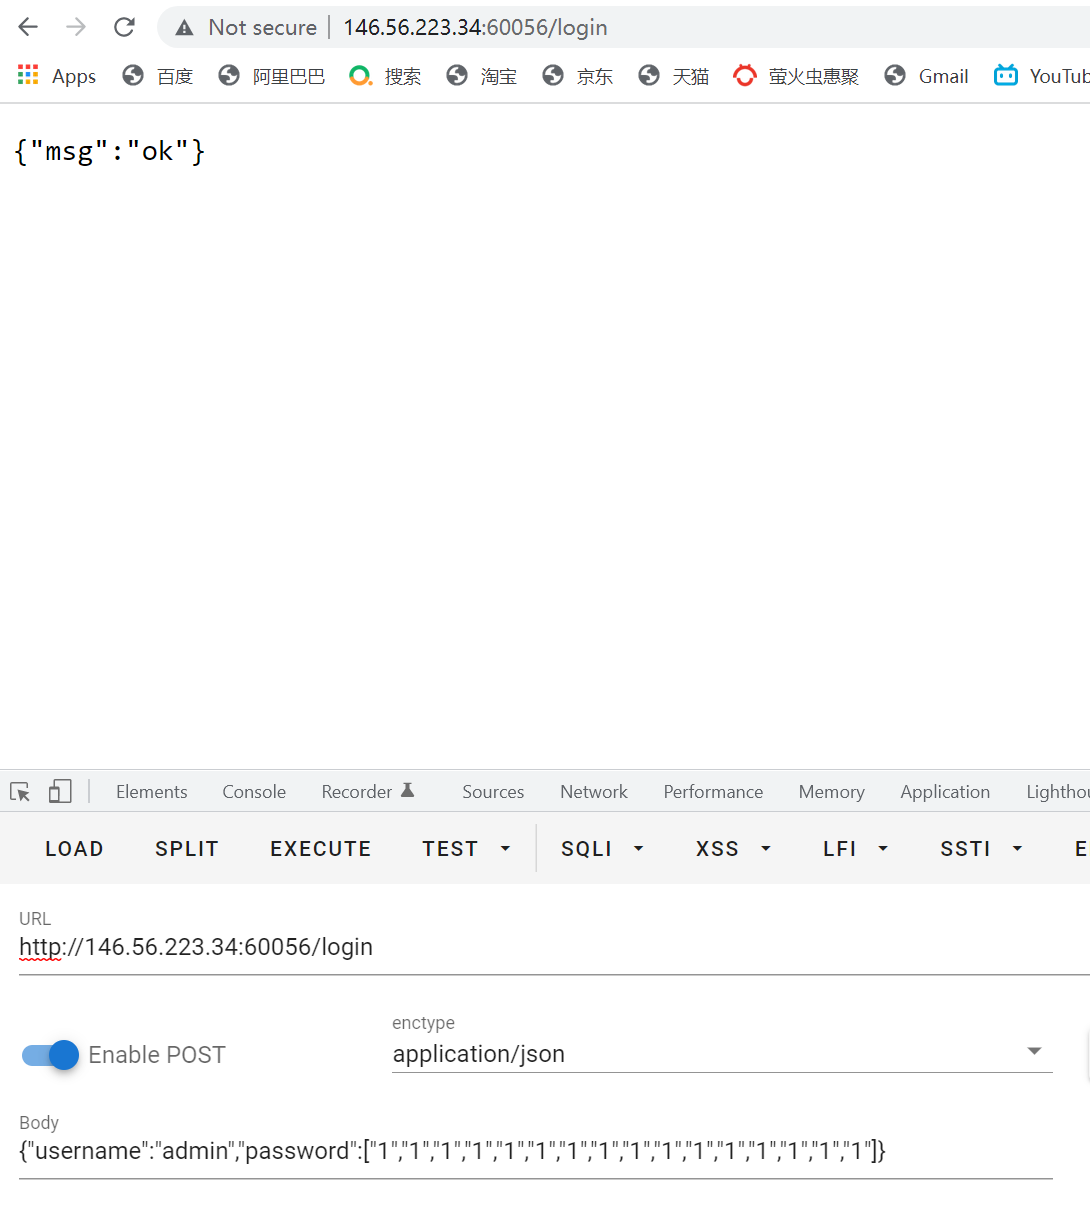 Not secure | 146.56.223.34:60056/login
Apps 百度 阿里巴巴 搜索 淘宝 京东 天猫 萤火虫惠聚 Gmail YouTub
{"msg":"ok"}
Elements Console Recorder Sources Network Performance Memory Application Lighthou
LOAD SPLIT EXECUTE TEST SQLI XSS LFI SSTI E
URL
http://146.56.223.34:60056/login
enctype
Enable POST application/json
Body
{"username":"admin","password":["1","1","1","1","1","1","1","1","1","1","1","1","1","1","1","1"]}